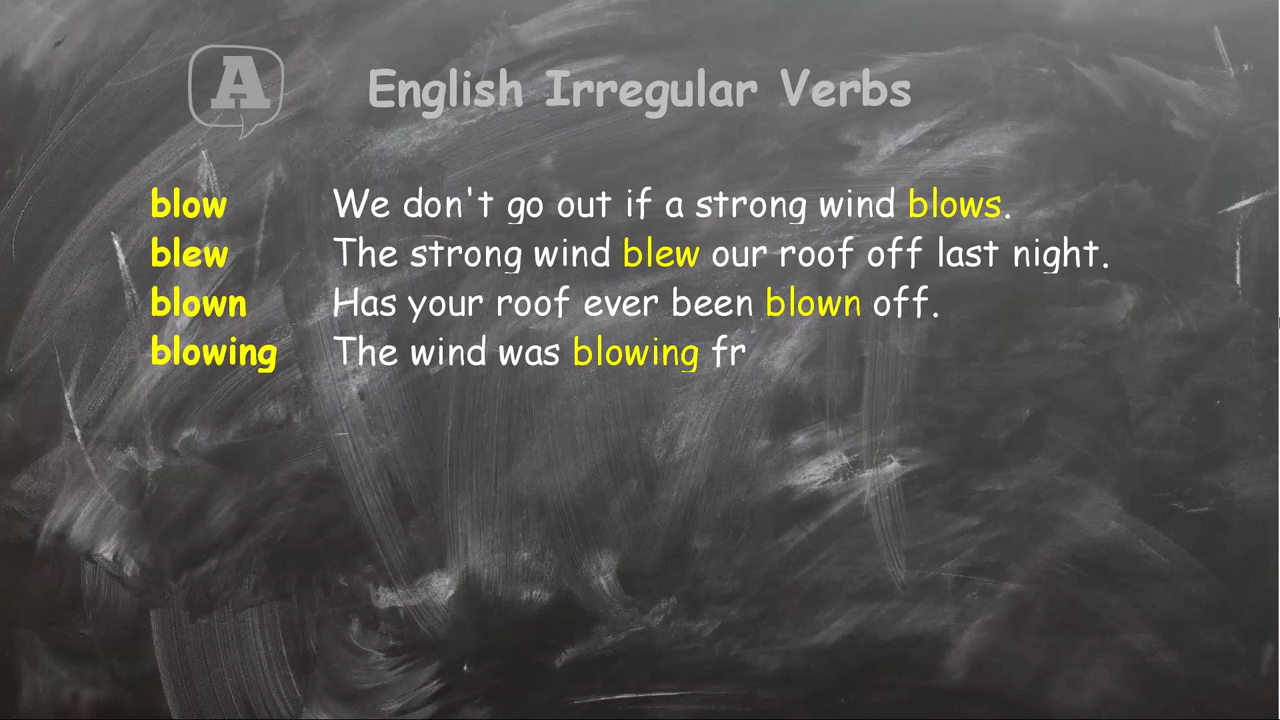 A
English Irregular Verbs
blow We don't go out if a strong wind blows.
blew The strong wind blew our roof off last night.
blown Has your roof ever been blown off.
blowing The wind was blowing fr